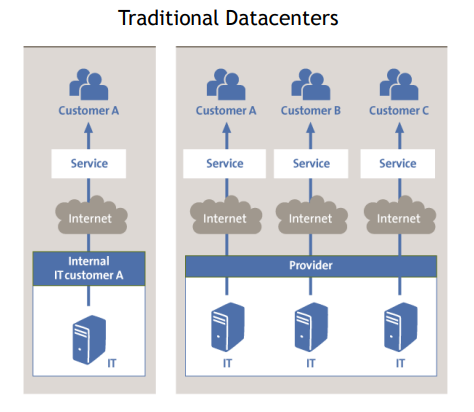 Traditional Datacenters
Customer A
Service
Internet
Internal
IT customer A
IT
Customer A
Customer B
Customer C
Service
Service
Service
Internet
Internet
Internet
Provider
IT
IT
IT